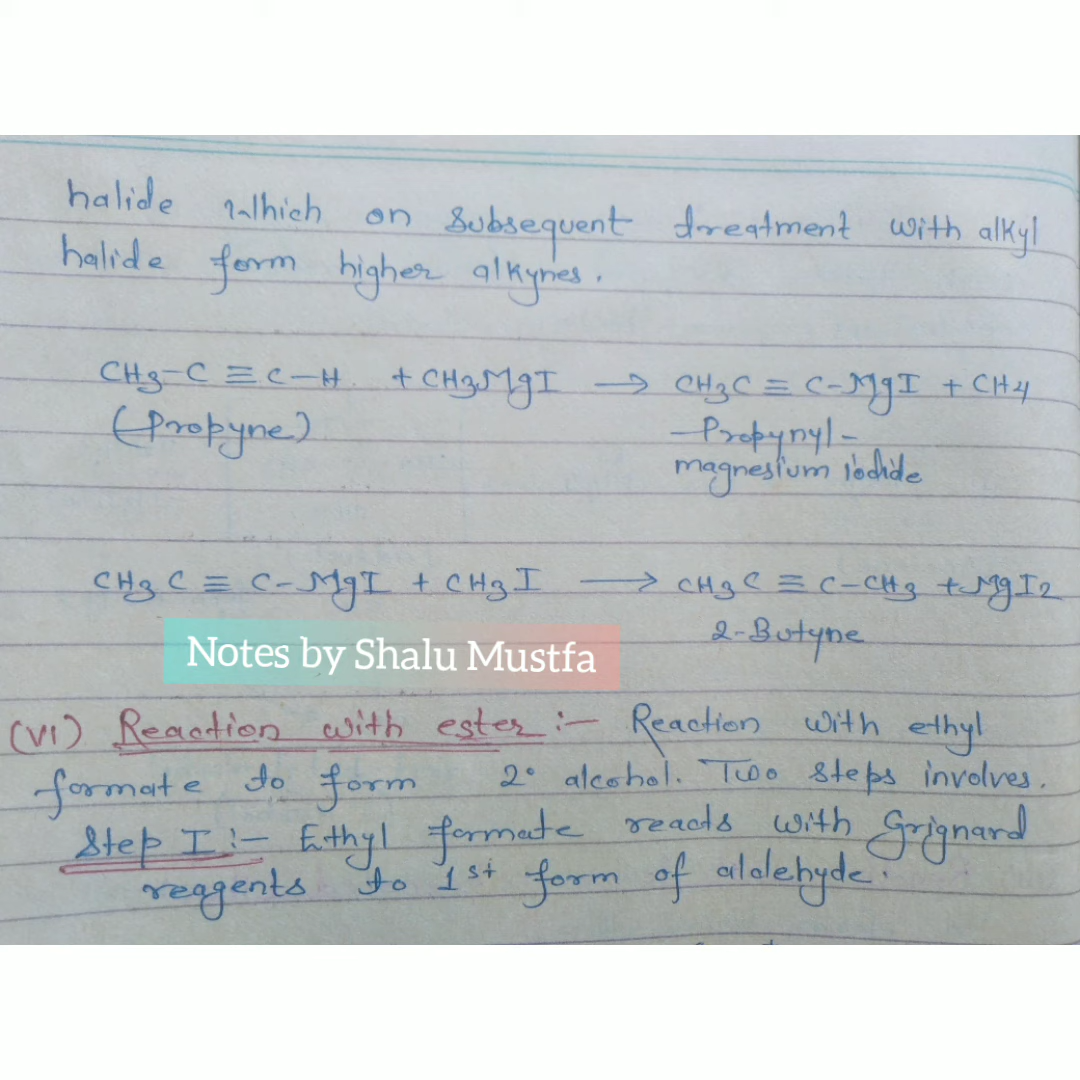 halide which on subsequent treatment with alkyl
halide form higher alkynes.
CH3-C ≡ C-H + CH3MgI → CH3C ≡ C-MgI + CH4
(Propyne) Propynyl-
magnesium iodide
CH3C ≡ C-MgI + CH3I → CH3C ≡ C-CH3 + MgI2
2-Butyne
Notes by Shalu Mustfa
(VI) Reaction with ester :- Reaction with ethyl
formate to form 2° alcohol. Two steps involves.
Step I :- Ethyl formate reacts with Grignard
reagents to 1st form of aldehyde.